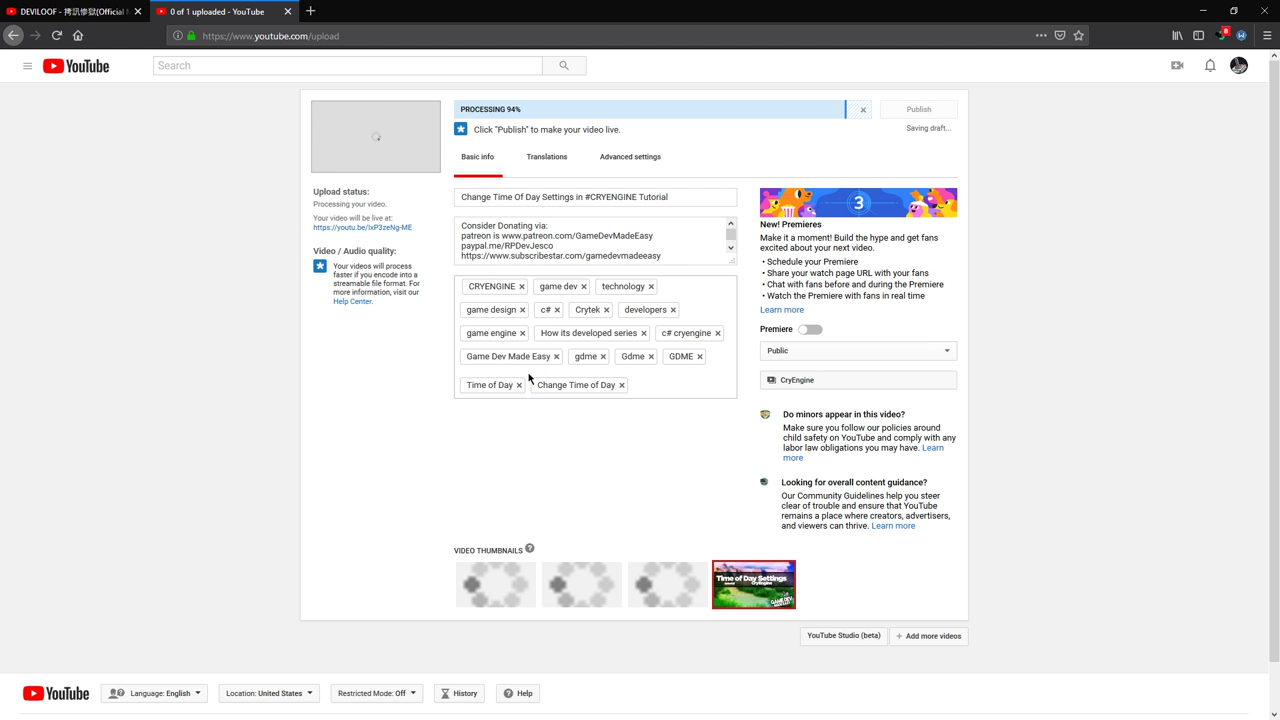 DEVILOOF - 拷訊惨獄(Official M
0 of 1 uploaded - YouTube
https://www.youtube.com/upload
8
YouTube
Search
PROCESSING 94%
Publish
Click "Publish" to make your video live.
Saving draft...
Basic info
Translations
Advanced settings
Upload status:
Processing your video.
Your video will be live at:
https://youtu.be/IxP3zeNg-ME
Video / Audio quality:
Your videos will process
faster if you encode into a
streamable file format. For
more information, visit our
Help Center.
Change Time Of Day Settings in #CRYENGINE Tutorial
Consider Donating via:
patreon is www.patreon.com/GameDevMadeEasy
paypal.me/RPDevJesco
https://www.subscribestar.com/gamedevmadeeasy
CRYENGINE game dev technology
game design c# Crytek developers
game engine How its developed series c# cryengine
Game Dev Made Easy gdme Gdme GDME
Time of Day Change Time of Day
3
New! Premieres
Make it a moment! Build the hype and get fans
excited about your next video.
• Schedule your Premiere
• Share your watch page URL with your fans
• Chat with fans before and during the Premiere
• Watch the Premiere with fans in real time
Learn more
Premiere
Public
CryEngine
Do minors appear in this video?
Make sure you follow our policies around
child safety on YouTube and comply with any
labor law obligations you may have. Learn
more
Looking for overall content guidance?
Our Community Guidelines help you steer
clear of trouble and ensure that YouTube
remains a place where creators, advertisers,
and viewers can thrive. Learn more
VIDEO THUMBNAILS
Time of Day Settings
tutorial CryEngine
GAME DEV
YouTube Studio (beta)
+ Add more videos
YouTube
Language: English
Location: United States
Restricted Mode: Off
History
Help